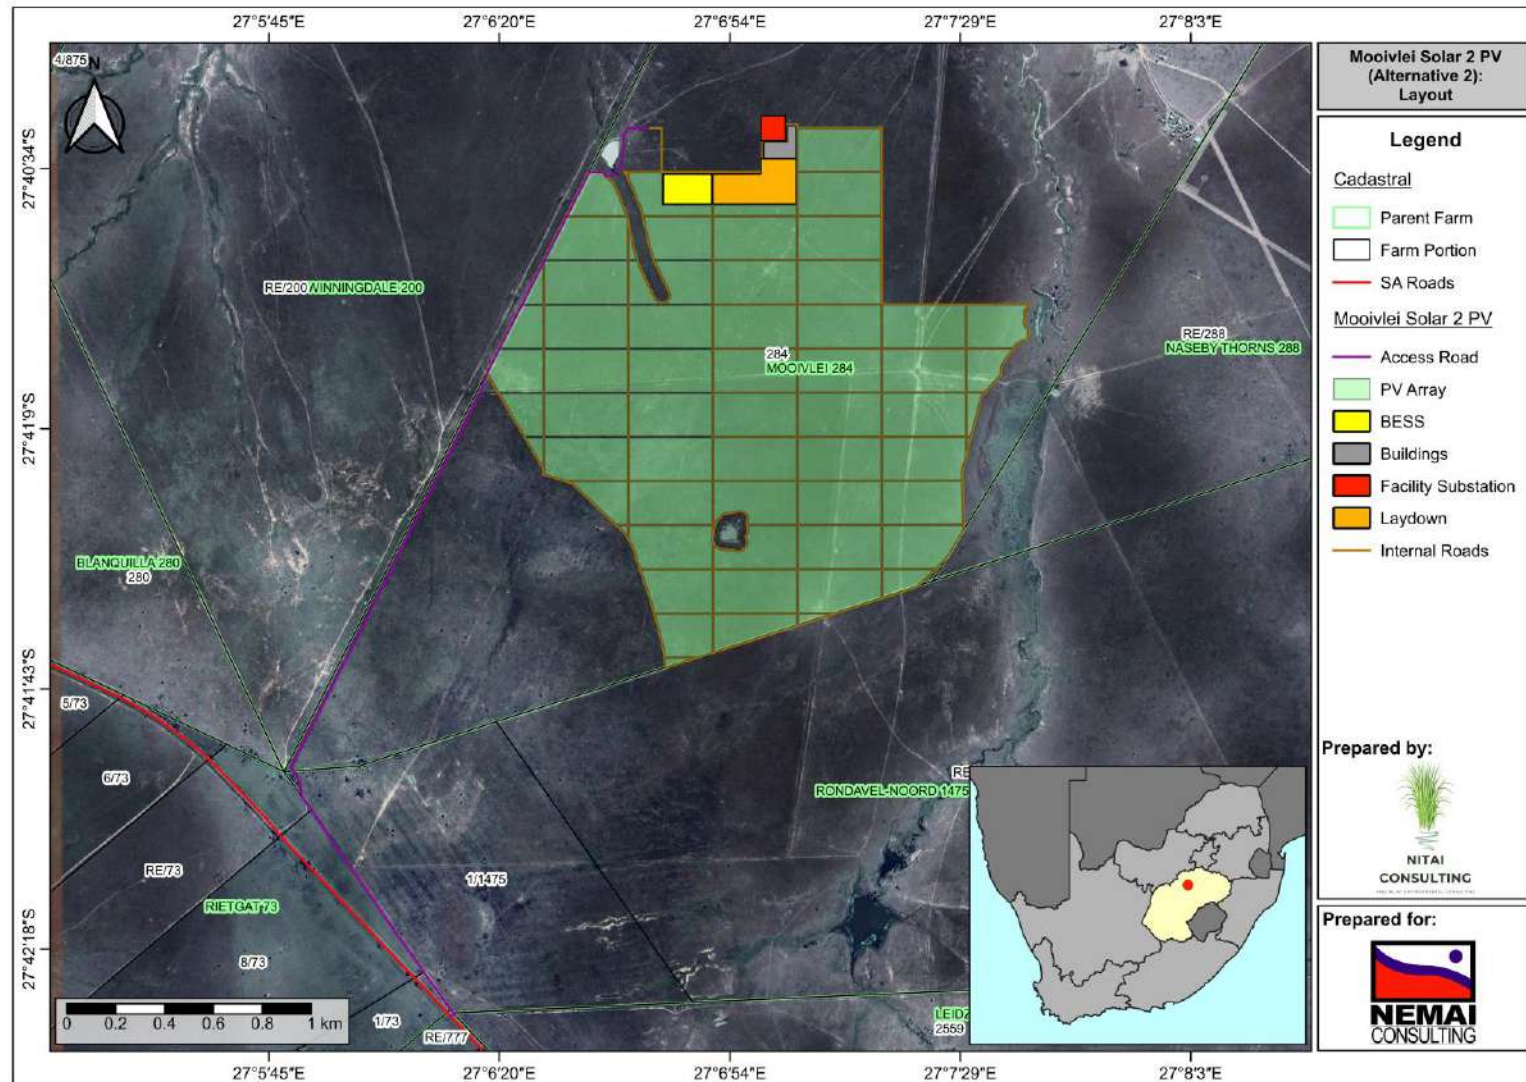 27°5'45"E
27°6'20"E
27°6'54"E
27°7'29"E
27°8'3"E
27°40'34"S
27°41'9"S
27°41'43"S
27°42'18"S
4/875
N
RE/200
WINNINGDALE 200
284
MOOIVLEI 284
RE/288
NASEBY THORNS 288
BLANQUILLA 280
280
5/73
6/73
RE/73
RIETGAT 73
8/73
1/73
RE/777
1/1475
RONDAVEL-NOORD 1475
RE
LEIDZ
2559
0 0.2 0.4 0.6 0.8 1 km
27°5'45"E
27°6'20"E
27°6'54"E
27°7'29"E
27°8'3"E
Mooivlei Solar 2 PV
(Alternative 2):
Layout
Legend
Cadastral
Parent Farm
Farm Portion
SA Roads
Mooivlei Solar 2 PV
Access Road
PV Array
BESS
Buildings
Facility Substation
Laydown
Internal Roads
Prepared by:
NITAI
CONSULTING
Prepared for:
NEMAI
CONSULTING